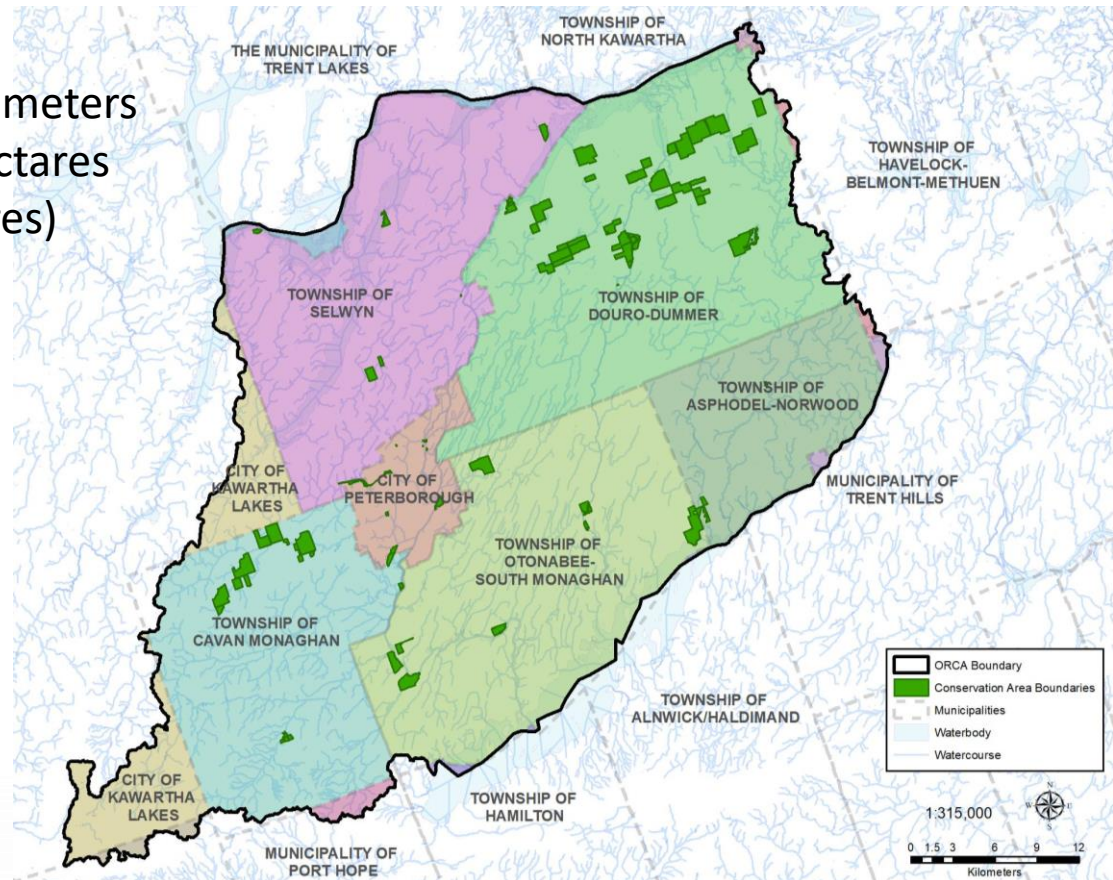 meters
ctares
es)
THE MUNICIPALITY OF
TRENT LAKES
TOWNSHIP OF
NORTH KAWARTHA
TOWNSHIP OF
HAVELOCK-
BELMONT-METHUEN
TOWNSHIP OF
SELWYN
TOWNSHIP OF
DOURO-DUMMER
TOWNSHIP OF
ASPHODEL-NORWOOD
CITY OF
KAWARTHA
LAKES
CITY OF
PETERBOROUGH
MUNICIPALITY OF
TRENT HILLS
TOWNSHIP OF
OTONABEE-
SOUTH MONAGHAN
TOWNSHIP OF
CAVAN MONAGHAN
TOWNSHIP OF
ALNWICK/HALDIMAND
CITY OF
KAWARTHA
LAKES
TOWNSHIP OF
HAMILTON
MUNICIPALITY OF
PORT HOPE
ORCA Boundary
Conservation Area Boundaries
Municipalities
Waterbody
Watercourse
1:315,000
N
W E
S
0 1.5 3 6 9 12
Kilometers